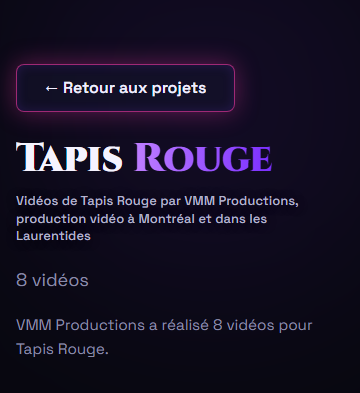 ← Retour aux projets
Tapis Rouge
Vidéos de Tapis Rouge par VMM Productions,
production vidéo à Montréal et dans les
Laurentides
8 vidéos
VMM Productions a réalisé 8 vidéos pour
Tapis Rouge.